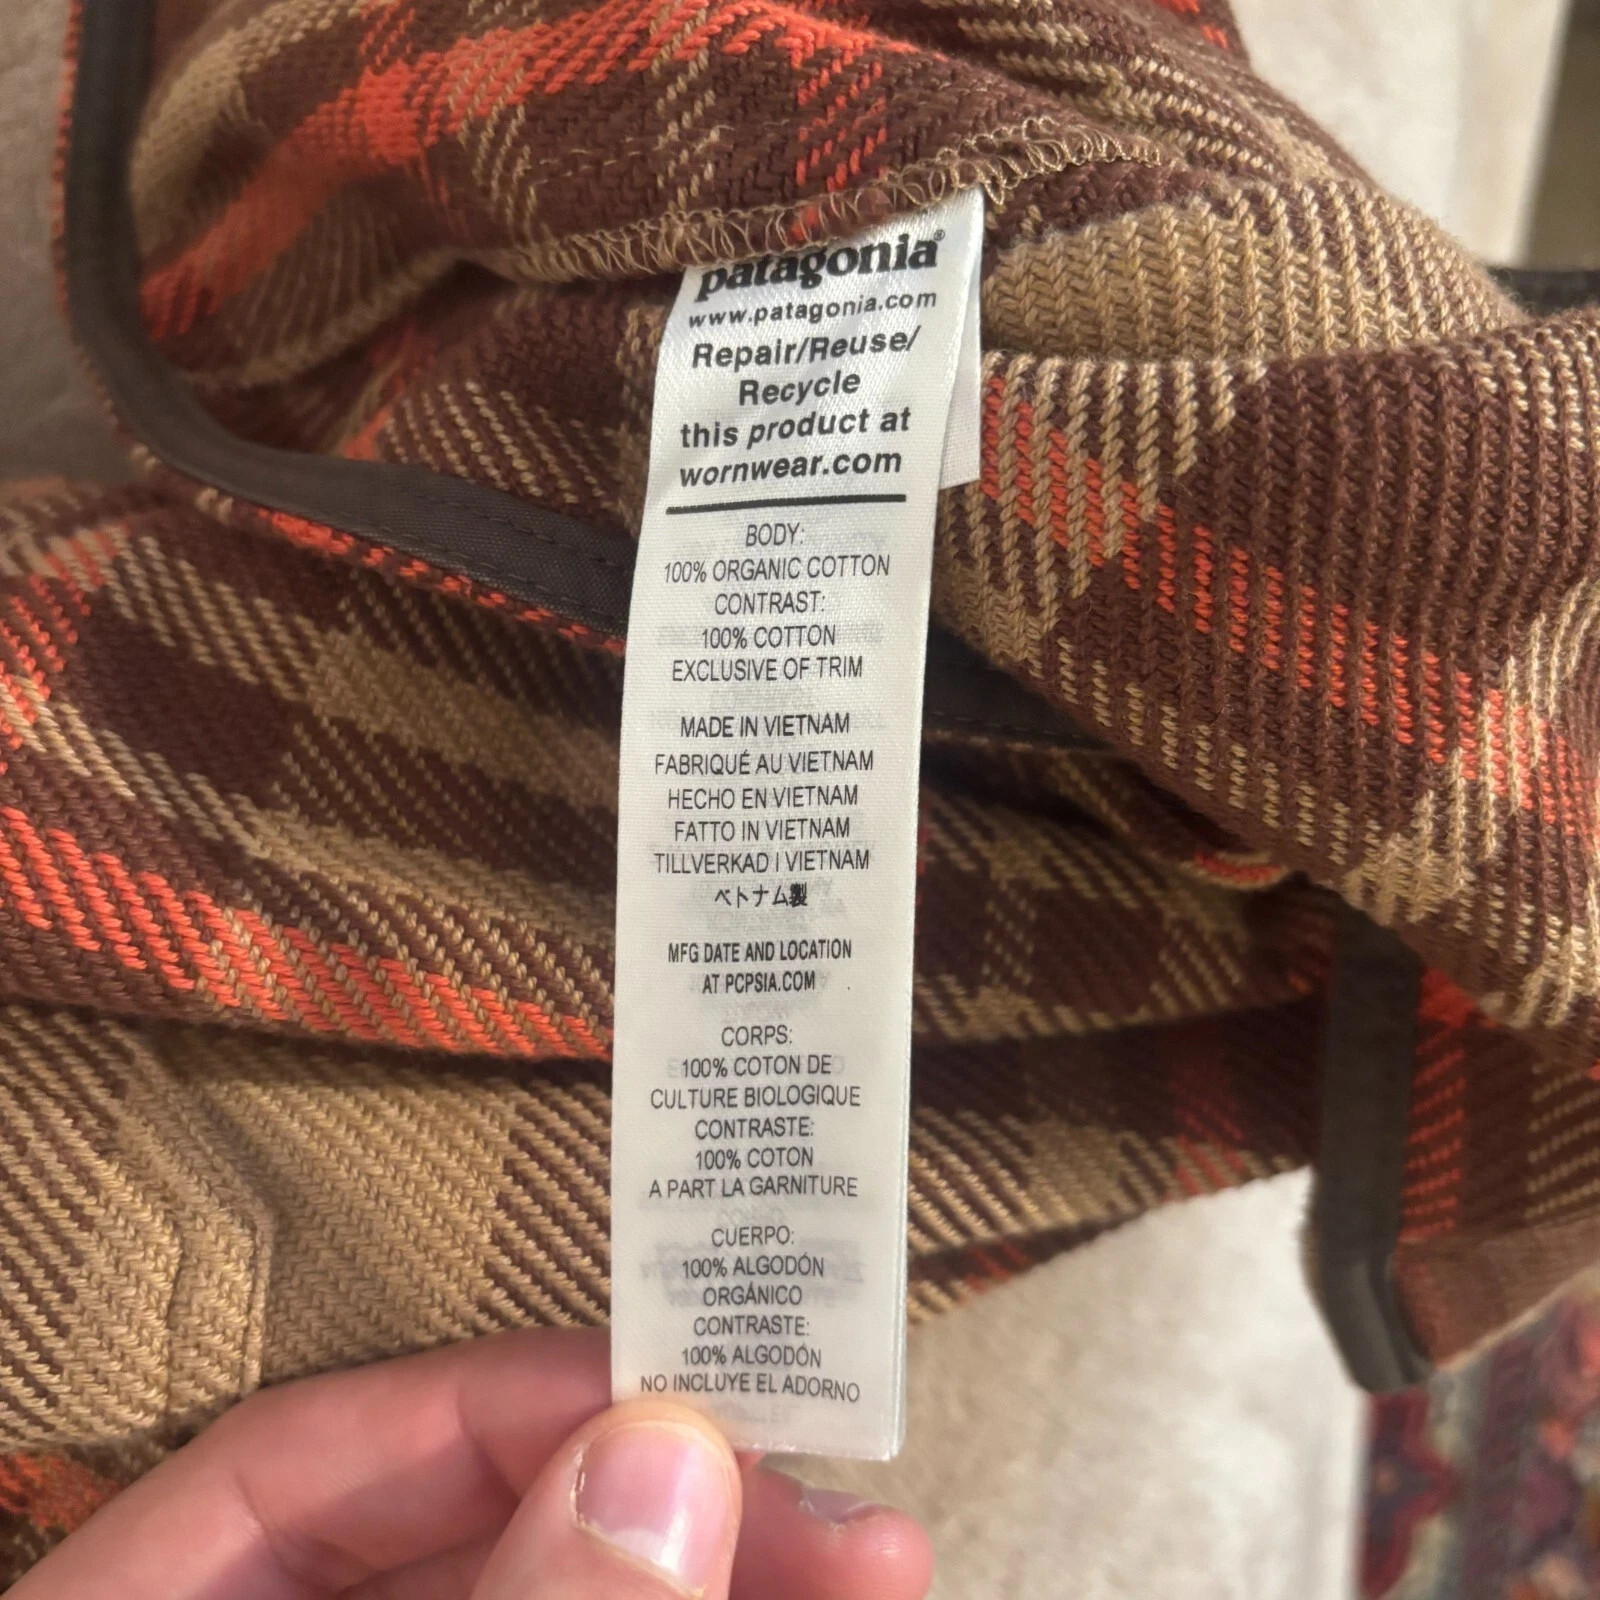 patagonia®
www.patagonia.com
Repair/Reuse/
Recycle
this product at
wornwear.com
BODY:
100% ORGANIC COTTON
CONTRAST:
100% COTTON
EXCLUSIVE OF TRIM
MADE IN VIETNAM
FABRIQUÉ AU VIETNAM
HECHO EN VIETNAM
FATTO IN VIETNAM
TILLVERKAD I VIETNAM
ベトナム製
MFG DATE AND LOCATION
AT PCPSIA.COM
CORPS:
100% COTON DE
CULTURE BIOLOGIQUE
CONTRASTE:
100% COTON
A PART LA GARNITURE
CUERPO:
100% ALGODÓN
ORGÁNICO
CONTRASTE:
100% ALGODÓN
NO INCLUYE EL ADORNO